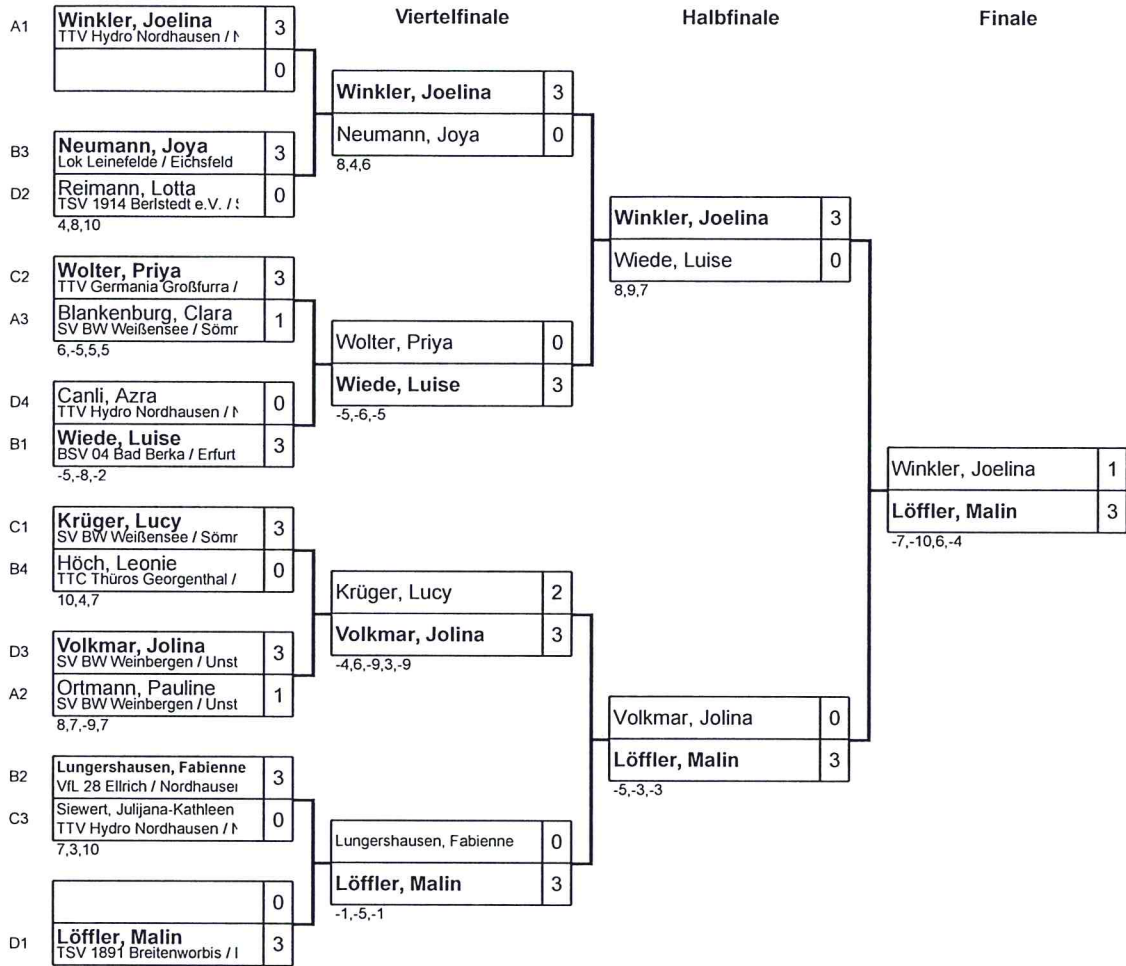 Viertelfinale
Halbfinale
Finale
A1
Winkler, Joelina
3
TTV Hydro Nordhausen / N
0
B3
Neumann, Joya
3
Lok Leinefelde / Eichsfeld
D2
Reimann, Lotta
0
TSV 1914 Berlstedt e.V. /
4,8,10
C2
Wolter, Priya
3
TTV Germania Großfurra /
A3
Blankenburg, Clara
1
SV BW Weißensee / Sömr
6,-5,5,5
D4
Canli, Azra
0
TTV Hydro Nordhausen / N
B1
Wiede, Luise
3
BSV 04 Bad Berka / Erfurt
-5,-8,-2
C1
Krüger, Lucy
3
SV BW Weißensee / Sömr
B4
Höch, Leonie
0
TTC Thüros Georgenthal /
10,4,7
D3
Volkmar, Jolina
3
SV BW Weinbergen / Unst
A2
Ortmann, Pauline
1
SV BW Weinbergen / Unst
8,7,-9,7
B2
Lungershausen, Fabienne
3
VfL 28 Ellrich / Nordhauser
C3
Siewert, Julijana-Kathleen
0
TTV Hydro Nordhausen / N
7,3,10
0
D1
Löffler, Malin
3
TSV 1891 Breitenworbis /
Winkler, Joelina 3
Neumann, Joya 0
8,4,6
Wolter, Priya 0
Wiede, Luise 3
-5,-6,-5
Krüger, Lucy 2
Volkmar, Jolina 3
-4,6,-9,3,-9
Lungershausen, Fabienne 0
Löffler, Malin 3
-1,-5,-1
Winkler, Joelina 3
Wiede, Luise 0
8,9,7
Volkmar, Jolina 0
Löffler, Malin 3
-5,-3,-3
Winkler, Joelina 1
Löffler, Malin 3
-7,-10,6,-4